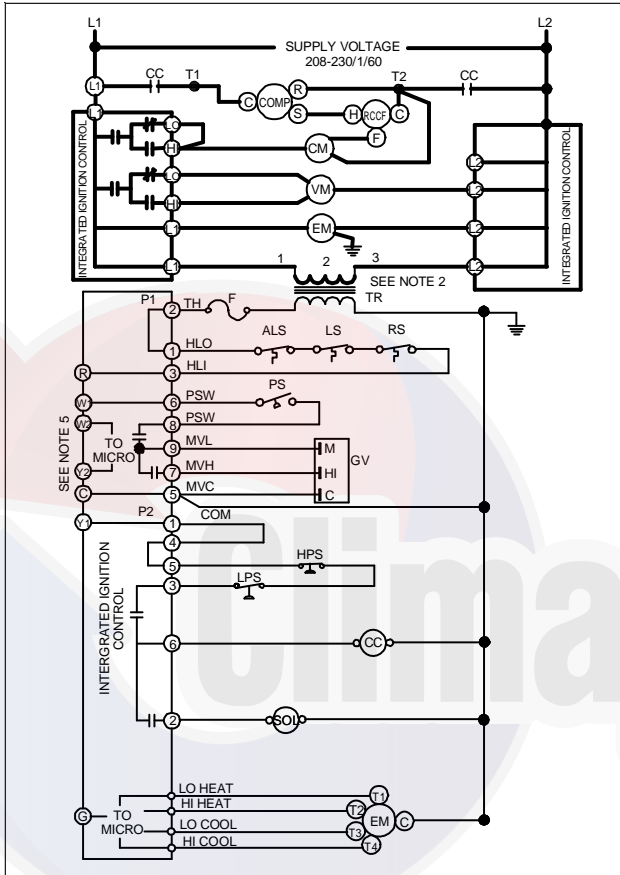 L1 L2
SUPPLY VOLTAGE
208-230/1/60
L1 CC T1 R T2 CC
C COMP
S H RCCF C
F
L1
LO
HI
CM
L2
LO
HI
VM
L2
L1
EM
L2
L1
1 2 3
L2
INTEGRATED IGNITION CONTROL
INTEGRATED IGNITION CONTROL
SEE NOTE 2
TR
P1 2 TH F
1 HLO ALS LS RS
R 3 HLI
W1 6 PSW PS
W2 8 PSW
SEE NOTE 5
TO
MICRO
9 MVL M GV
Y2 7 MVH HI
C 5 MVC C
Y1 P2 1 COM
4
5 HPS
3 LPS
INTERGRATED IGNITION
CONTROL
6 CC
2 SOL
LO HEAT T1
HI HEAT T2
G TO
MICRO
EM C
LO COOL T3
HI COOL T4
Clima